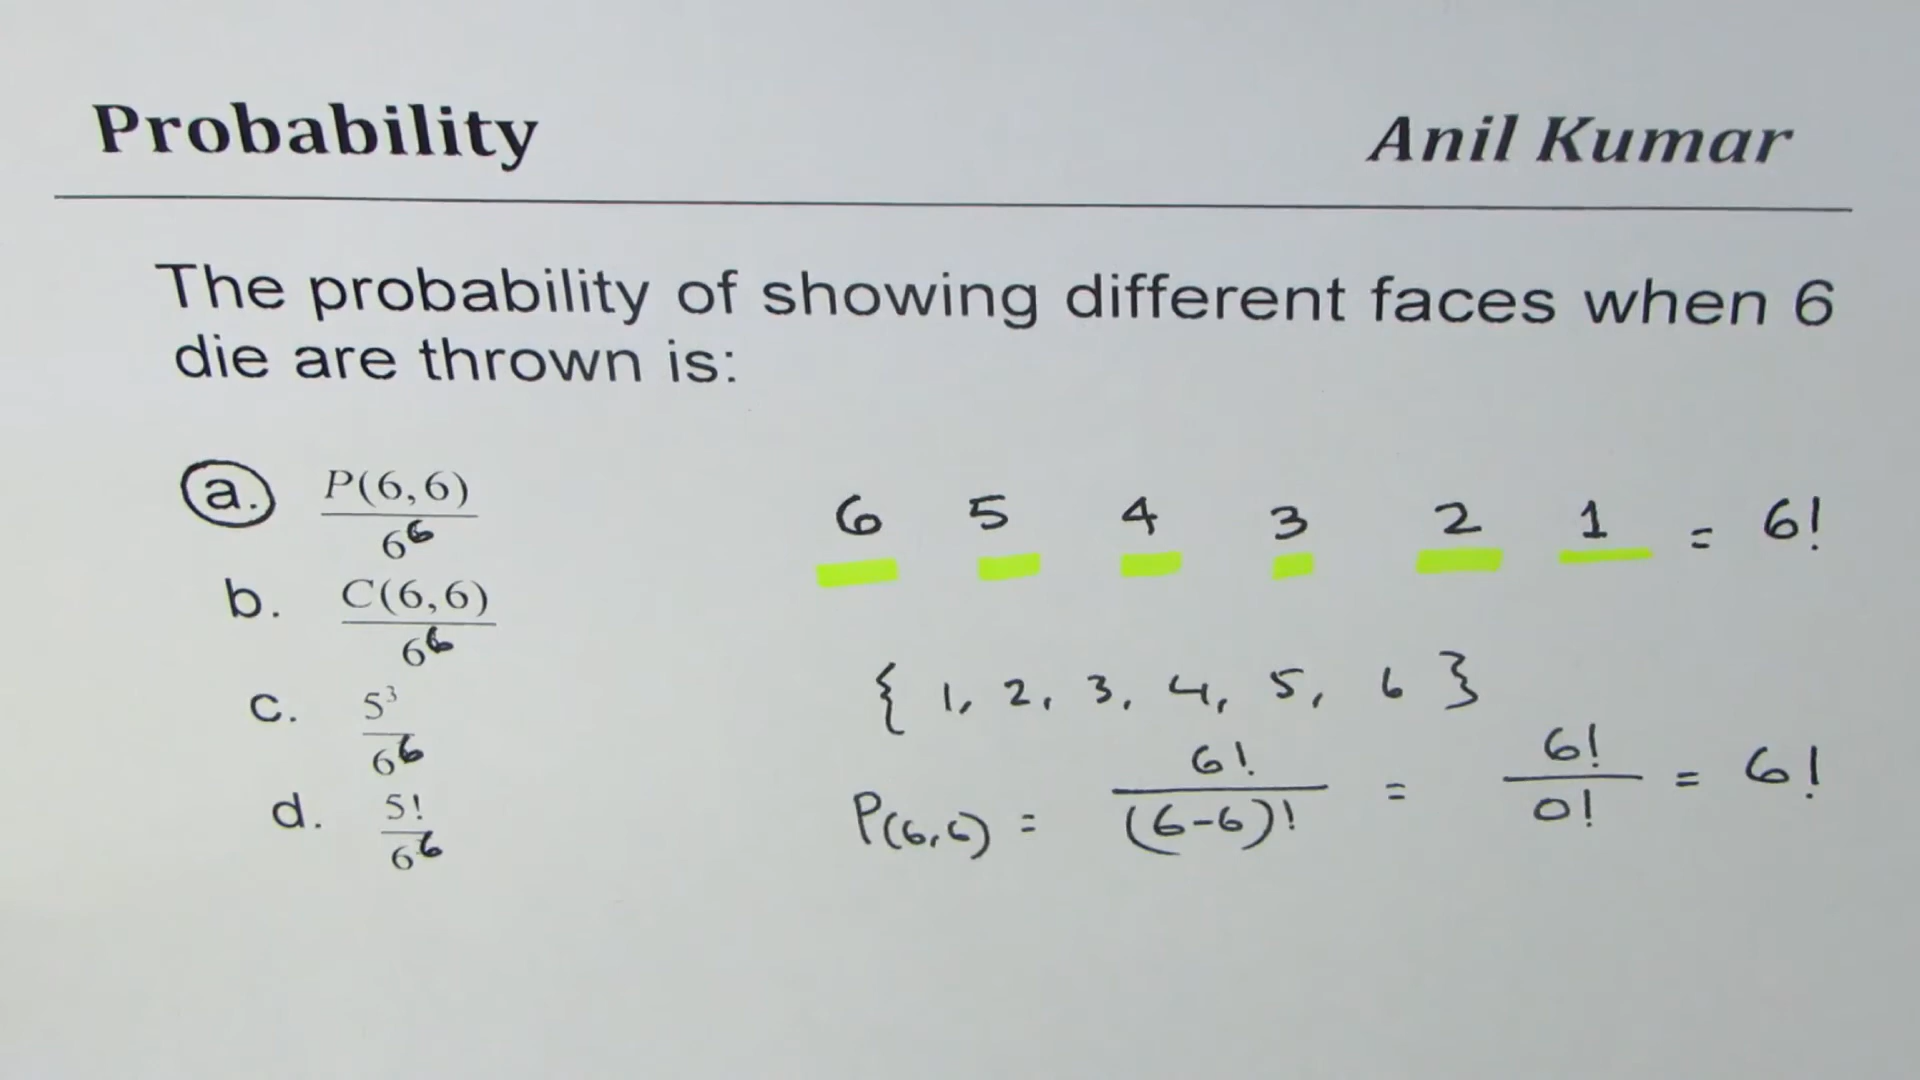 Probability Anil Kumar
The probability of showing different faces when 6
die are thrown is:
a. P(6,6)/6⁶
b. C(6,6)/6⁶
c. 5³/6⁶
d. 5!/6⁶
6 5 4 3 2 1 = 6!
{ 1, 2, 3, 4, 5, 6 }
P(6,6) = 6!/(6-6)! = 6!/0! = 6!